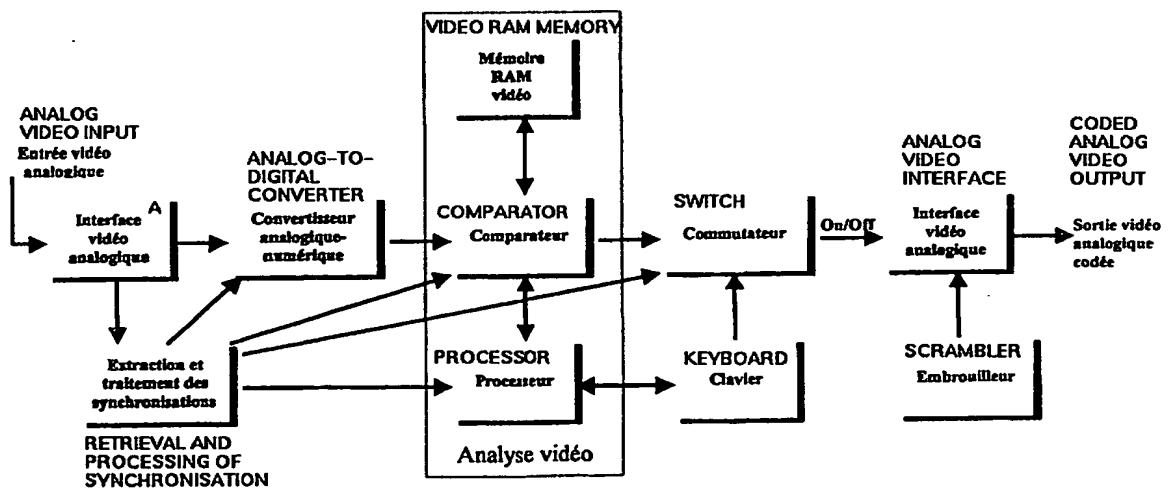 VIDEO RAM MEMORY
Mémoire
RAM
vidéo
ANALOG
VIDEO INPUT
Entrée vidéo
analogique
A
Interface
vidéo
analogique
ANALOG-TO-
DIGITAL
CONVERTER
Convertisseur
analogique-
numérique
COMPARATOR
Comparateur
SWITCH
Commutateur
On/Off
ANALOG
VIDEO
INTERFACE
Interface
vidéo
analogique
CODED
ANALOG
VIDEO
OUTPUT
Sortie vidéo
analogique
codée
Extraction et
traitement des
synchronisations
RETRIEVAL AND
PROCESSING OF
SYNCHRONISATION
PROCESSOR
Processeur
Analyse vidéo
KEYBOARD
Clavier
SCRAMBLER
Embrouilleur